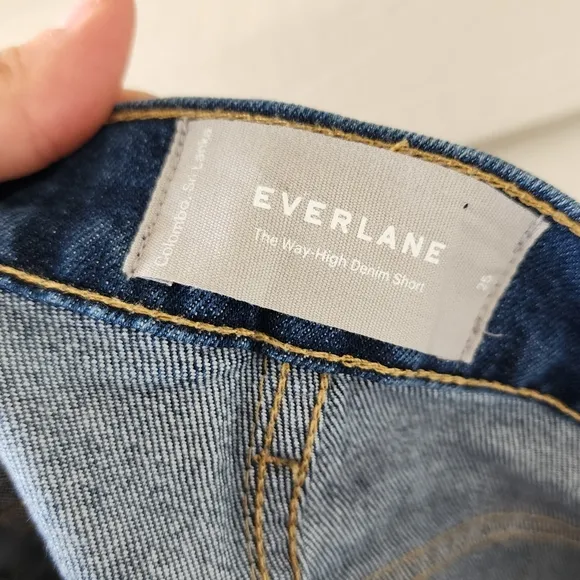 Colombo, Sri Lanka
EVERLANE
The Way-High Denim Short
26